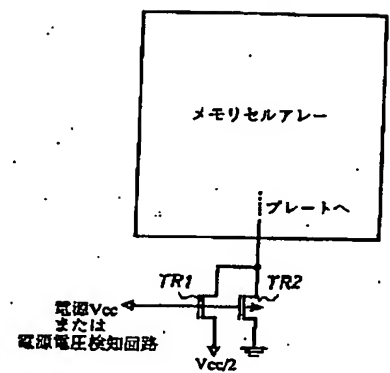 メモリセルアレー
プレートへ
TR1
TR2
電源Vcc
または
電源電圧検知回路
Vcc/2